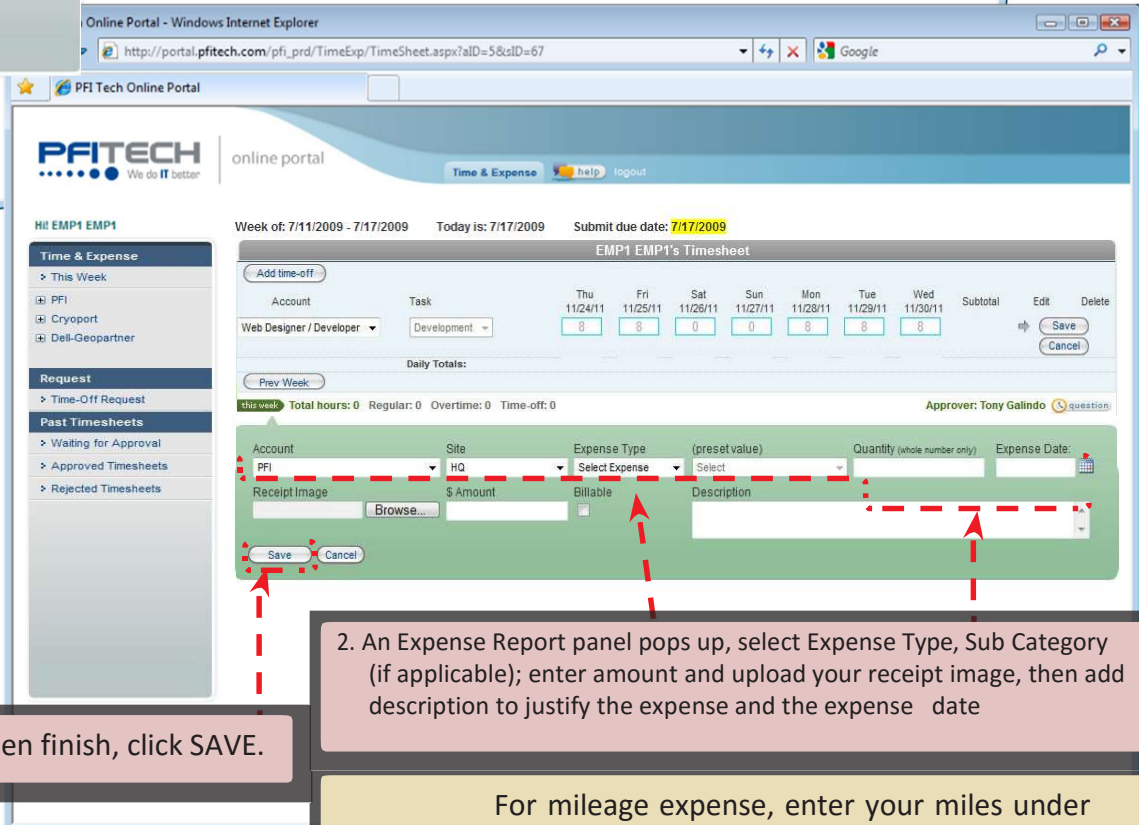 Online Portal - Windows Internet Explorer
http://portal.pfitech.com/pfi_prd/TimeExp/TimeSheet.aspx?aID=5&sID=67
Google
PFI Tech Online Portal
PFITECH
We do IT better
online portal
Time & Expense help logout
Hi! EMP1 EMP1
Week of: 7/11/2009 - 7/17/2009 Today is: 7/17/2009 Submit due date: 7/17/2009
Time & Expense
> This Week
PFI
Cryoport
Dell-Geopartner
Request
> Time-Off Request
Past Timesheets
> Waiting for Approval
> Approved Timesheets
> Rejected Timesheets
EMP1 EMP1's Timesheet
Add time-off
Account Task Thu 11/24/11 Fri 11/25/11 Sat 11/26/11 Sun 11/27/11 Mon 11/28/11 Tue 11/29/11 Wed 11/30/11 Subtotal Edit Delete
Web Designer / Developer Development 8 8 0 0 8 8 8 Save
Cancel
Daily Totals:
Prev Week
this week Total hours: 0 Regular: 0 Overtime: 0 Time-off: 0 Approver: Tony Galindo question
Account Site Expense Type (preset value) Quantity (whole number only) Expense Date:
PFI HQ Select Expense Select
Receipt Image $ Amount Billable Description
Browse...
Save Cancel
2. An Expense Report panel pops up, select Expense Type, Sub Category
(if applicable); enter amount and upload your receipt image, then add
description to justify the expense and the expense date
en finish, click SAVE.
For mileage expense, enter your miles under